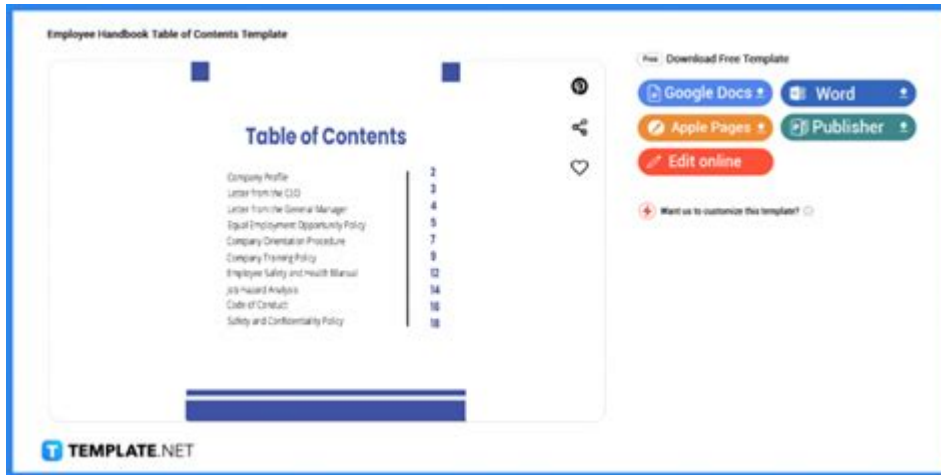 Employee Handbook Table of Contents Template
Free Download Free Template
Google Docs
Word
Apple Pages
Publisher
Edit online
Want us to customize this template?
Table of Contents
Company Profile 2
Letter from the CEO 3
Letter from the General Manager 4
Equal Employment Opportunity Policy 5
Company Orientation Procedure 7
Company Training Policy 9
Employee Safety and Health Manual 12
Job Hazard Analysis 14
Code of Conduct 16
Safety and Confidentiality Policy 18
T TEMPLATE.NET